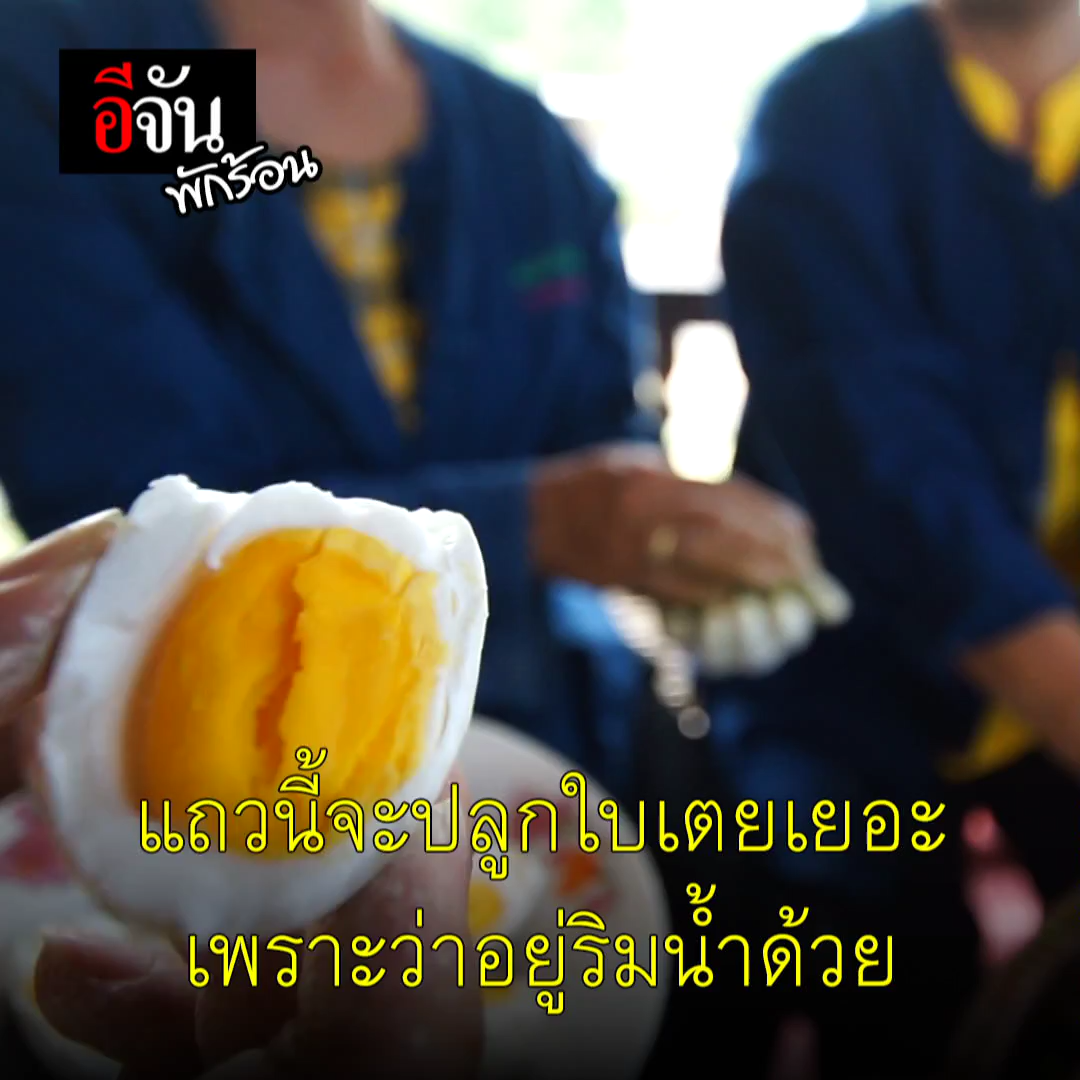 อีจัน
พักร้อน
แถวนี้จะปลูกใบเตยเยอะ
เพราะว่าอยู่ริมน้ำด้วย